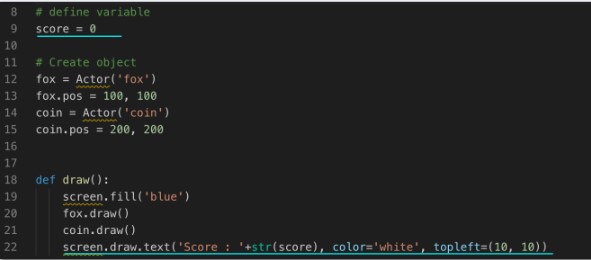 8 # define variable
9 score = 0
10
11 # Create object
12 fox = Actor('fox')
13 fox.pos = 100, 100
14 coin = Actor('coin')
15 coin.pos = 200, 200
16
17
18 def draw():
19     screen.fill('blue')
20     fox.draw()
21     coin.draw()
22     screen.draw.text('Score : '+str(score), color='white', topleft=(10, 10))